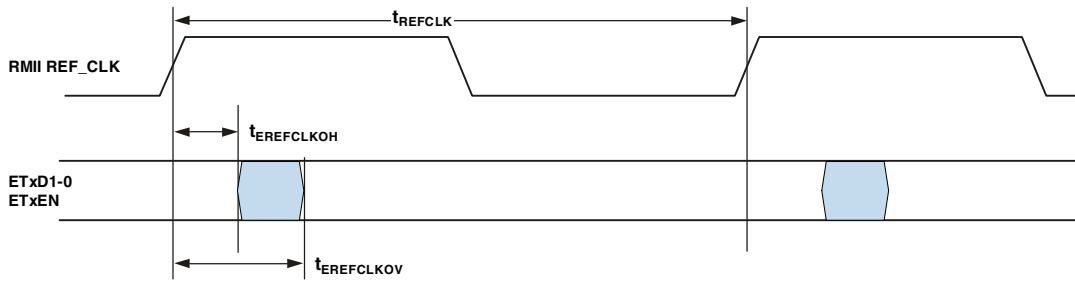 tREFCLK
RMII REF_CLK
tEREFCLKOH
ETxD1-0
ETxEN
tEREFCLKOV